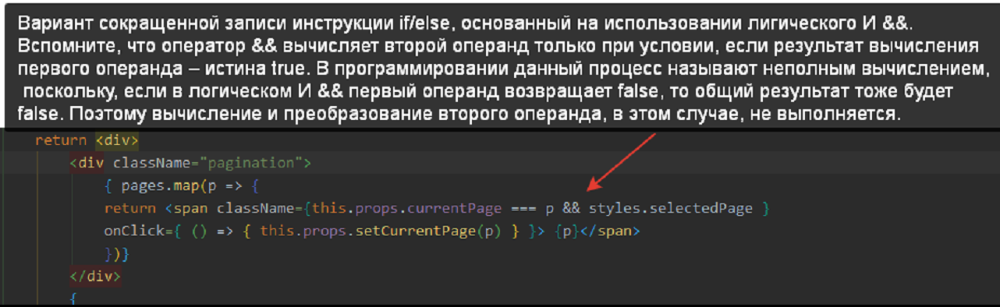 Вариант сокращенной записи инструкции if/else, основанный на использовании лигического И &&.
Вспомните, что оператор && вычисляет второй операнд только при условии, если результат вычисления
первого операнда – истина true. В программировании данный процесс называют неполным вычислением,
поскольку, если в логическом И && первый операнд возвращает false, то общий результат тоже будет
false. Поэтому вычисление и преобразование второго операнда, в этом случае, не выполняется.
return <div>
<div className="pagination">
{ pages.map(p => {
return <span className={this.props.currentPage === p && styles.selectedPage }
onClick={ () => { this.props.setCurrentPage(p) } }> {p}</span>
})}
</div>
{